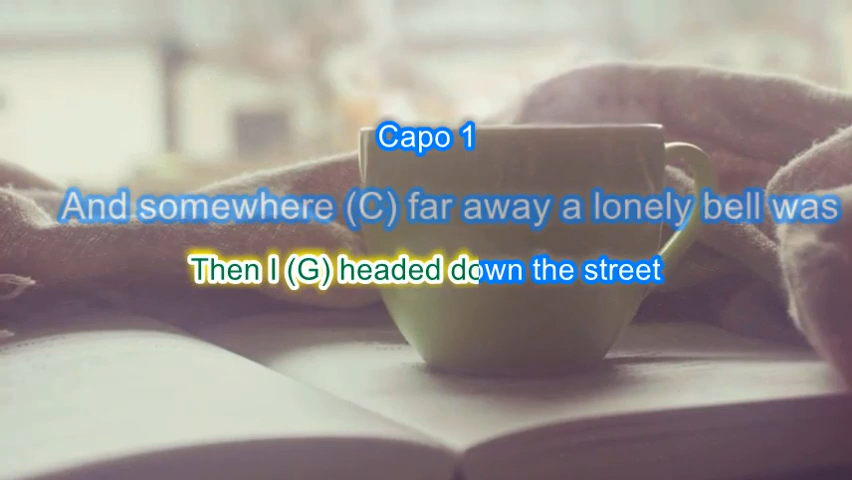 Capo 1
And somewhere (C) far away a lonely bell was
Then I (G) headed down the street